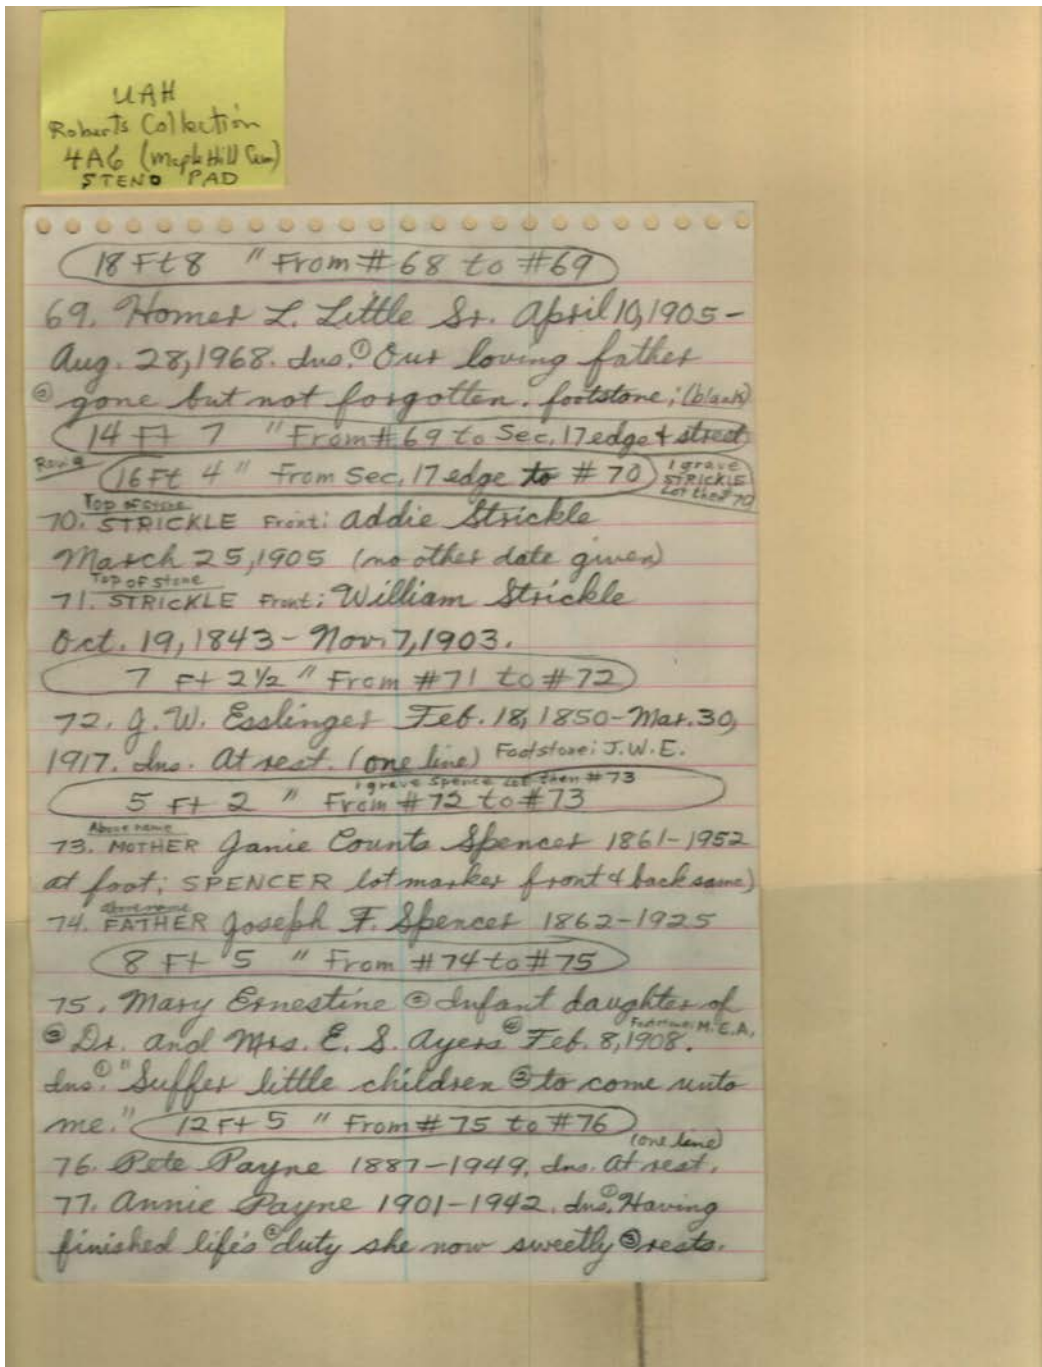 UAH
Roberts Collection
4A6 (Maple Hill Cem)
STENO PAD
18 Ft 8 " From # 68 to #69
69. Homer L. Little Sr. April 10, 1905 -
Aug. 28, 1968. Ins. ① Our loving father
② gone but not forgotten. footstone; (blank)
14 Ft 7 " From # 69 to Sec. 17 edge + street
Row 9
16 Ft 4 " From Sec. 17 edge to # 70
1 grave
STRICKLE
Lot then 70
Top of stone
70. STRICKLE Front: Addie Strickle
March 25, 1905 (no other date given)
Top of stone
71. STRICKLE Front: William Strickle
Oct. 19, 1843 - Nov. 7, 1903.
7 Ft 2½ " From #71 to #72
72. J. W. Esslinger Feb. 18, 1850 - Mar. 30,
1917. Ins. At rest. (one line) Footstone: J.W.E.
1 grave Spence Lot then #73
5 Ft 2 " From #72 to #73
Above name
73. MOTHER Janie Counts Spencer 1861-1952
at foot; SPENCER lot marker front & back same)
Above name
74. FATHER Joseph F. Spencer 1862-1925
8 Ft 5 " From #74 to #75
75. Mary Ernestine ② Infant daughter of
③ Dr. and Mrs. E. S. Ayers ④ Feb. 8, 1908. Footstone: M.E.A.
Ins. ① "Suffer little children ② to come unto
me." 12 Ft 5 " From # 75 to #76
(one line)
76. Pete Payne 1887-1949. Ins. At rest.
77. Annie Payne 1901-1942. Ins. ① Having
finished life's ② duty she now sweetly ③ rests.